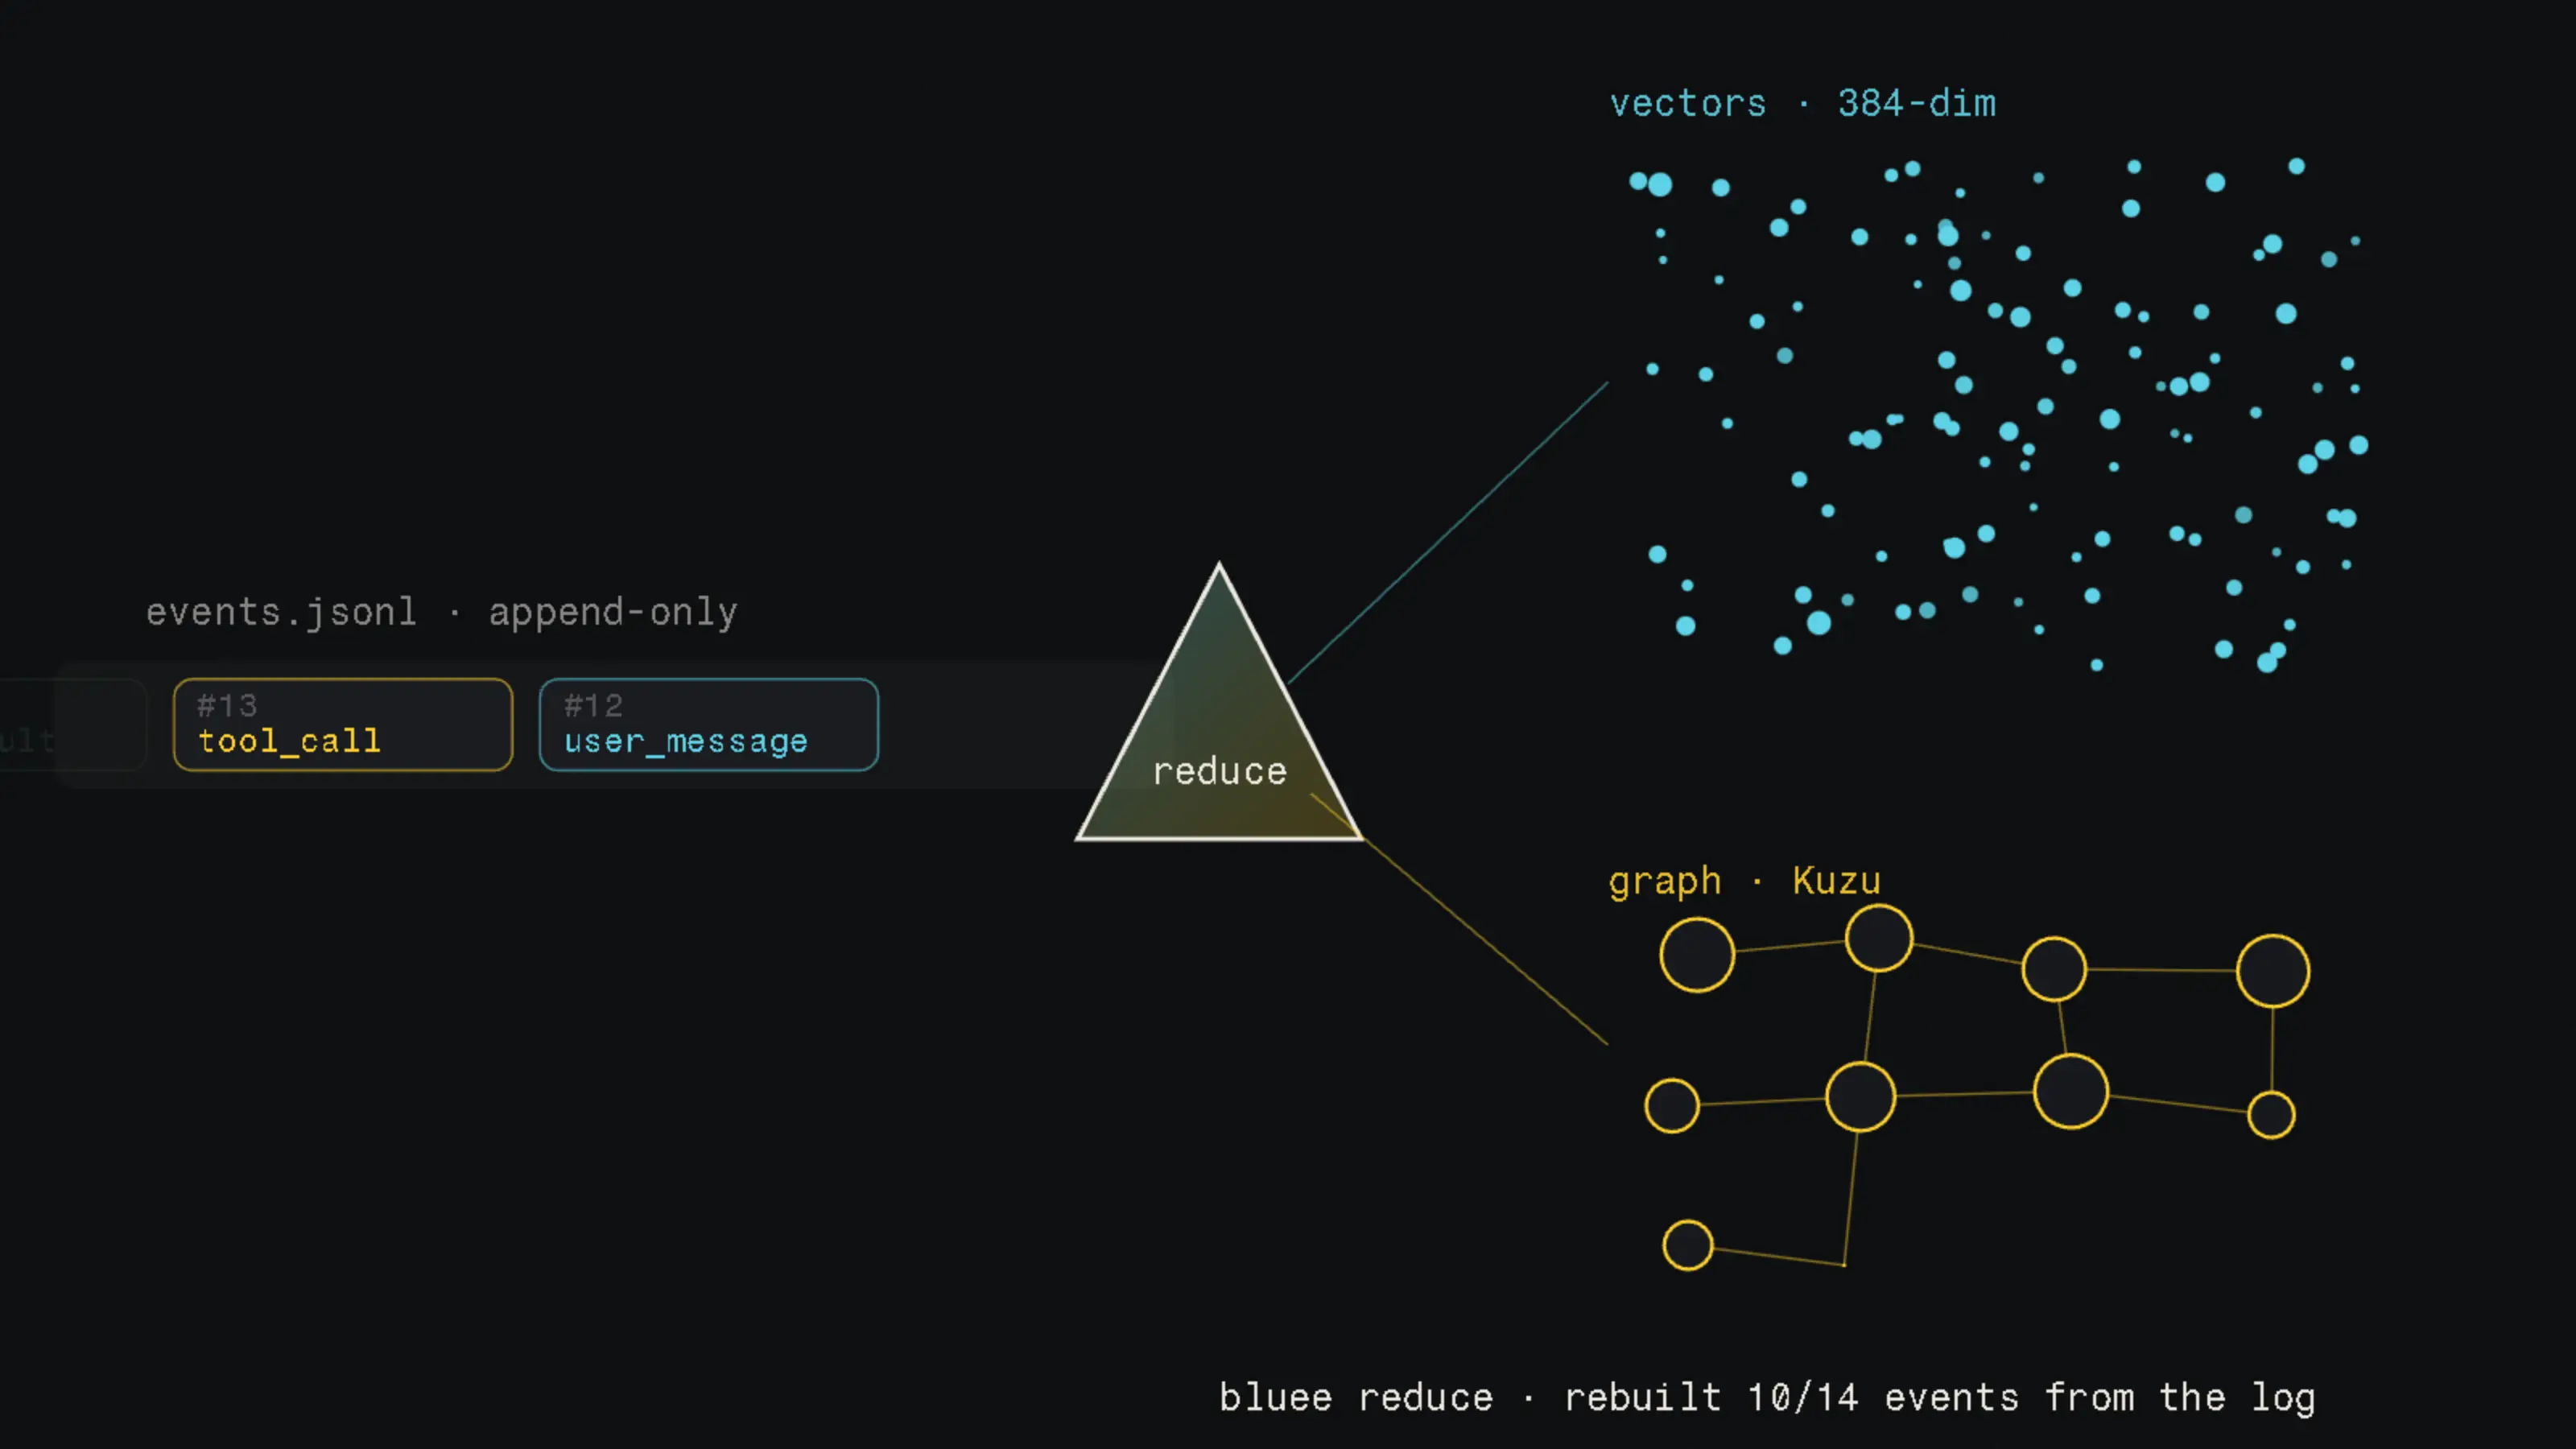 vectors · 384-dim
events.jsonl · append-only
#13
tool_call
#12
user_message
reduce
graph · Kuzu
bluee reduce · rebuilt 10/14 events from the log